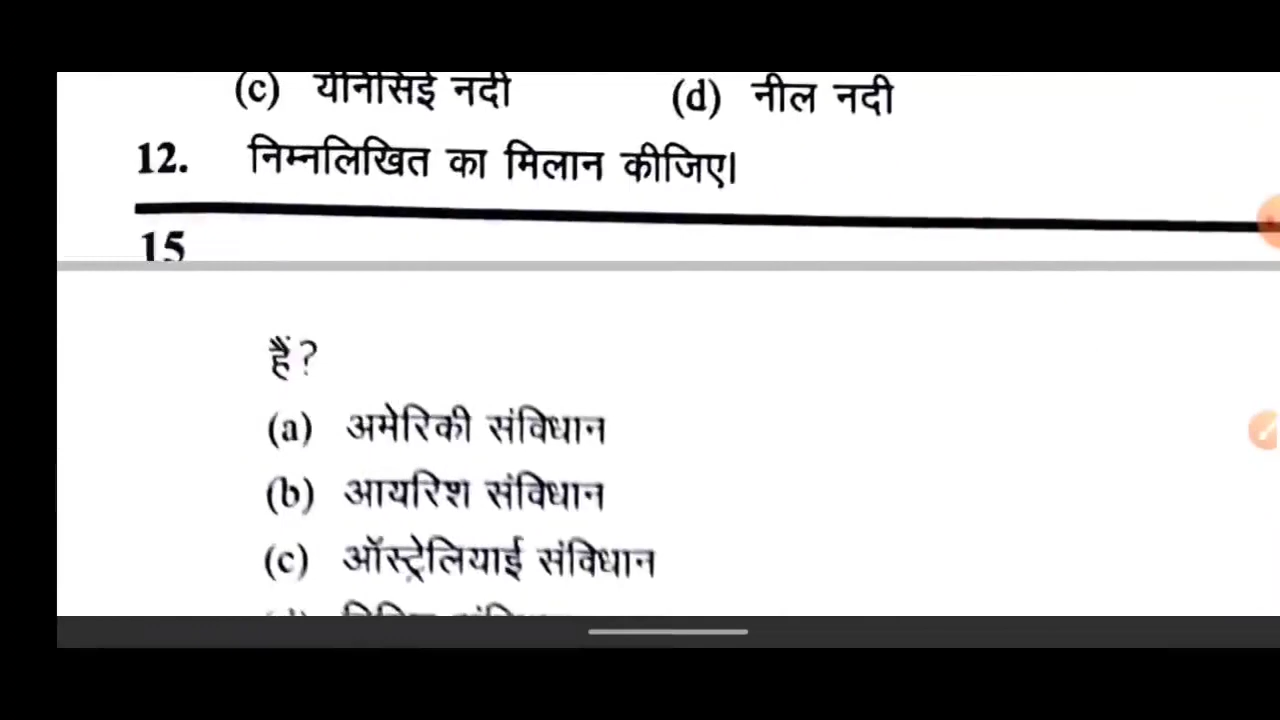 (c) येनिसेई नदी (d) नील नदी
12. निम्नलिखित का मिलान कीजिए।
15
हैं?
(a) अमेरिकी संविधान
(b) आयरिश संविधान
(c) ऑस्ट्रेलियाई संविधान